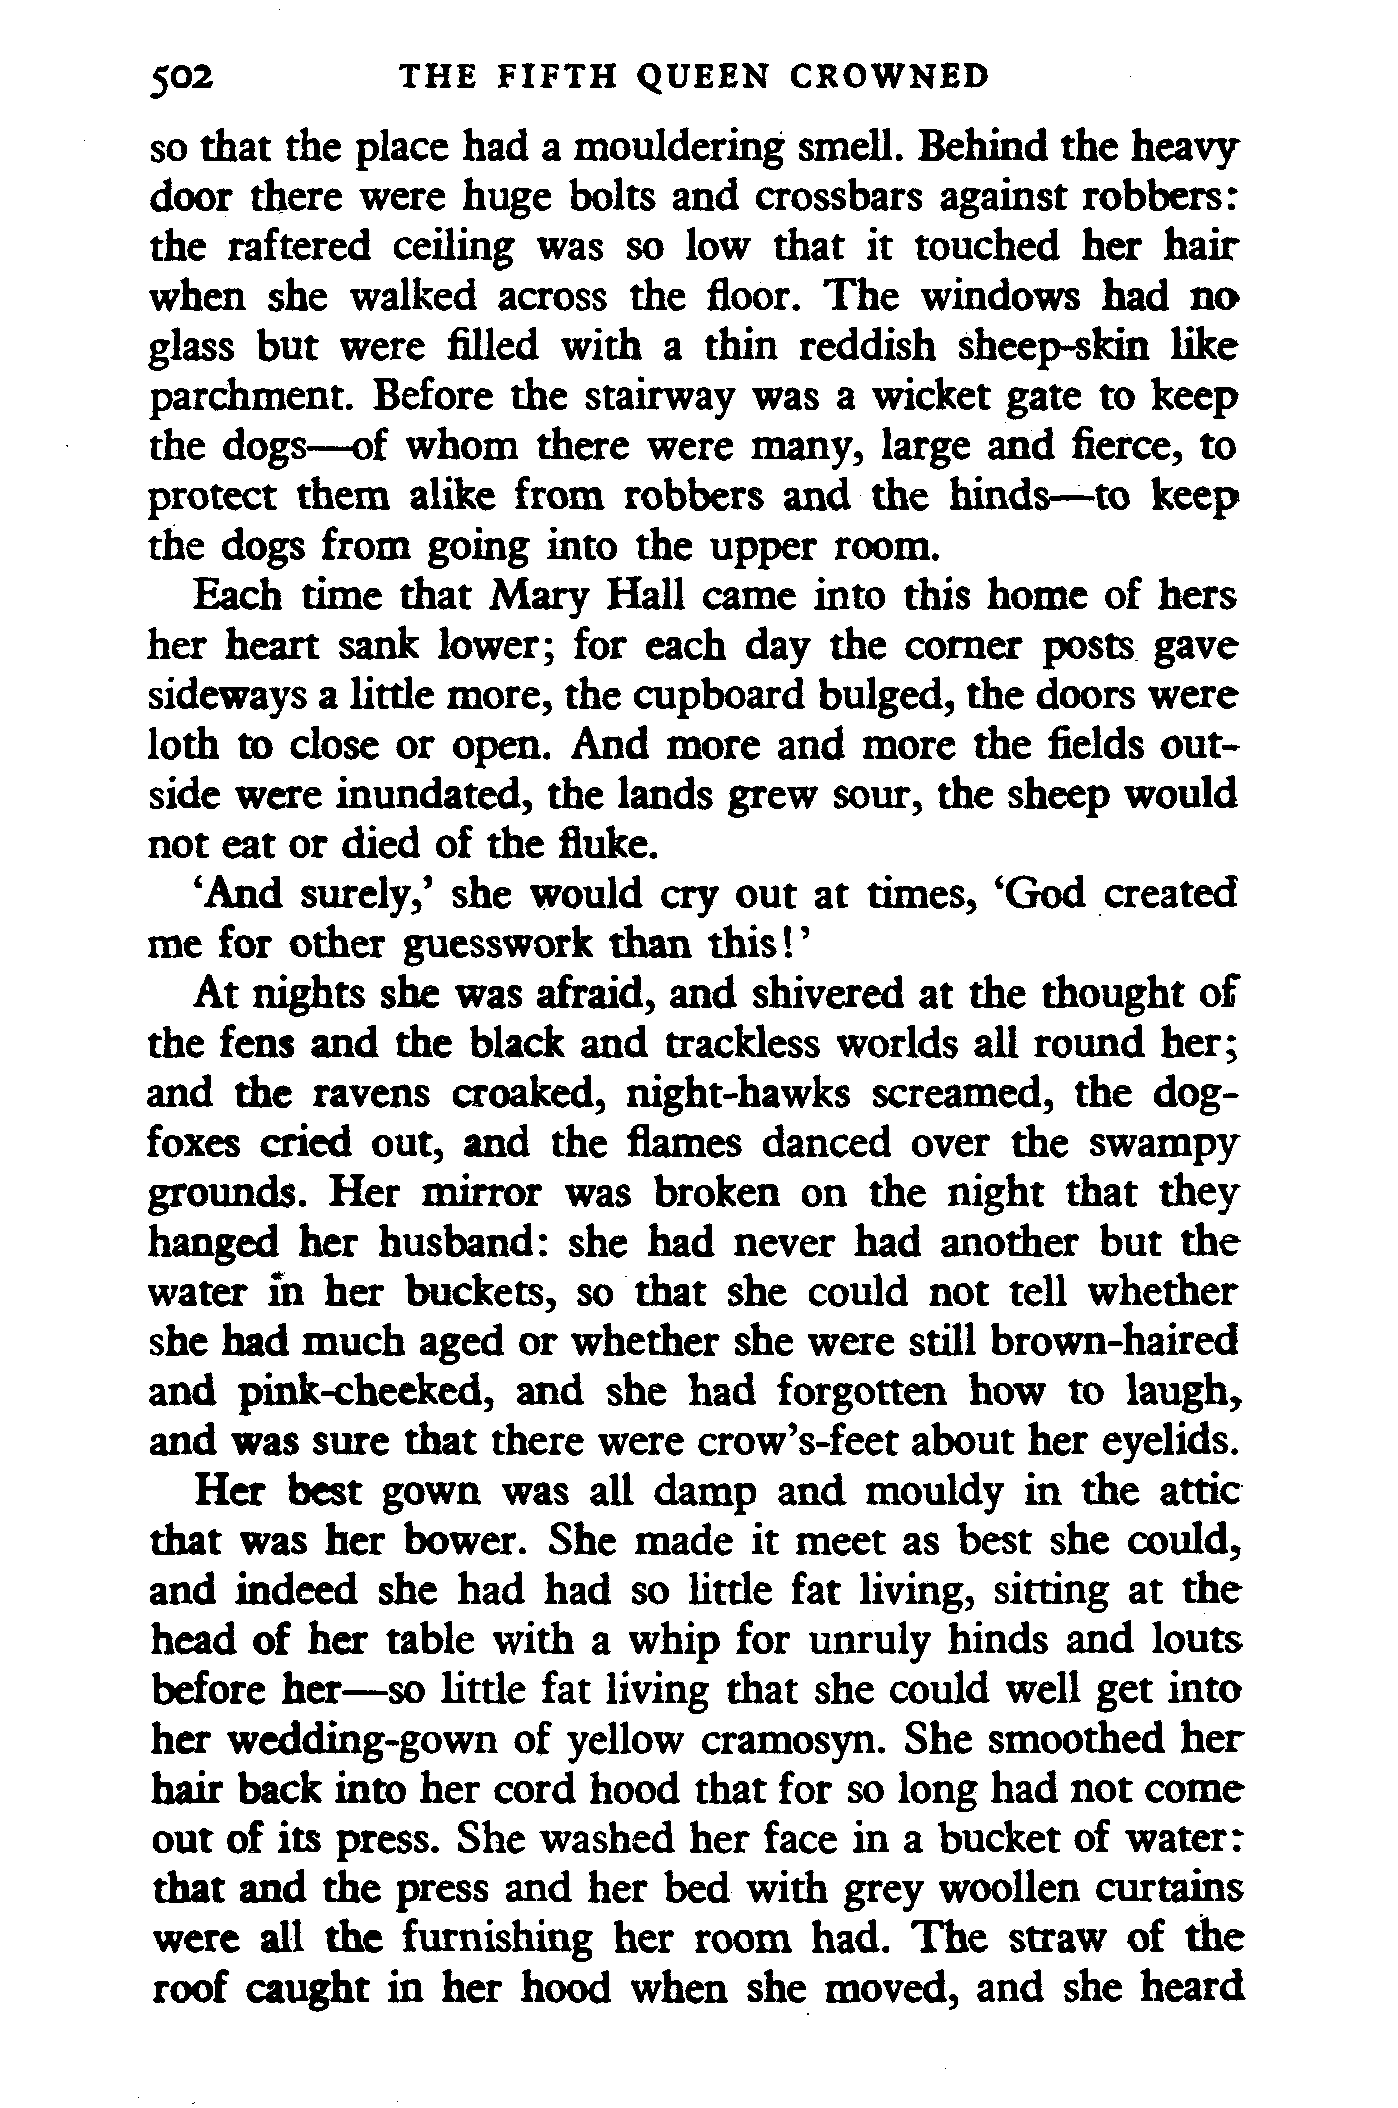 502 THE FIFTH QUEEN CROWNED
so that the place had a mouldering smell. Behind the heavy
door there were huge bolts and crossbars against robbers:
the raftered ceiling was so low that it touched her hair
when she walked across the floor. The windows had no
glass but were filled with a thin reddish sheep-skin like
parchment. Before the stairway was a wicket gate to keep
the dogs—of whom there were many, large and fierce, to
protect them alike from robbers and the hinds—to keep
the dogs from going into the upper room.
Each time that Mary Hall came into this home of hers
her heart sank lower; for each day the corner posts gave
sideways a little more, the cupboard bulged, the doors were
loth to close or open. And more and more the fields out-
side were inundated, the lands grew sour, the sheep would
not eat or died of the fluke.
‘And surely,’ she would cry out at times, ‘God created
me for other guesswork than this!’
At nights she was afraid, and shivered at the thought of
the fens and the black and trackless worlds all round her;
and the ravens croaked, night-hawks screamed, the dog-
foxes cried out, and the flames danced over the swampy
grounds. Her mirror was broken on the night that they
hanged her husband: she had never had another but the
water in her buckets, so that she could not tell whether
she had much aged or whether she were still brown-haired
and pink-cheeked, and she had forgotten how to laugh,
and was sure that there were crow’s-feet about her eyelids.
Her best gown was all damp and mouldy in the attic
that was her bower. She made it meet as best she could,
and indeed she had had so little fat living, sitting at the
head of her table with a whip for unruly hinds and louts
before her—so little fat living that she could well get into
her wedding-gown of yellow cramosyn. She smoothed her
hair back into her cord hood that for so long had not come
out of its press. She washed her face in a bucket of water:
that and the press and her bed with grey woollen curtains
were all the furnishing her room had. The straw of the
roof caught in her hood when she moved, and she heard